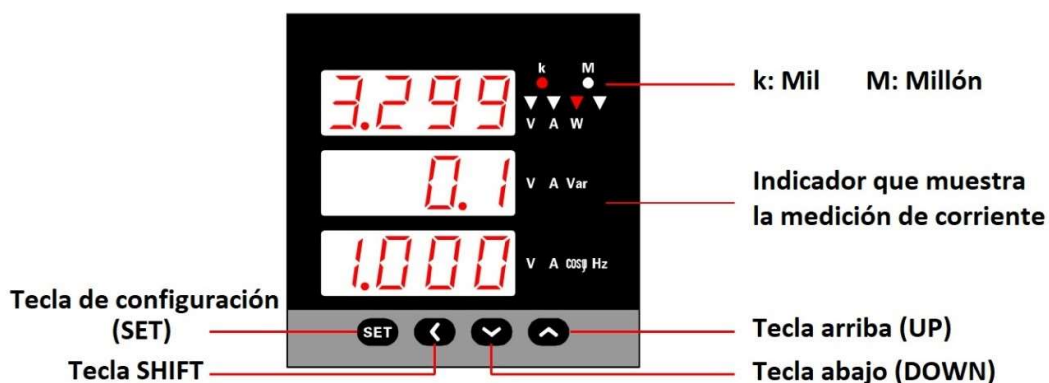 k M
3.299
V A W
k: Mil M: Millón
0.1
V A Var
Indicador que muestra
la medición de corriente
1.000
V A cosφ Hz
Tecla de configuración
(SET)
SET
Tecla arriba (UP)
Tecla SHIFT
Tecla abajo (DOWN)